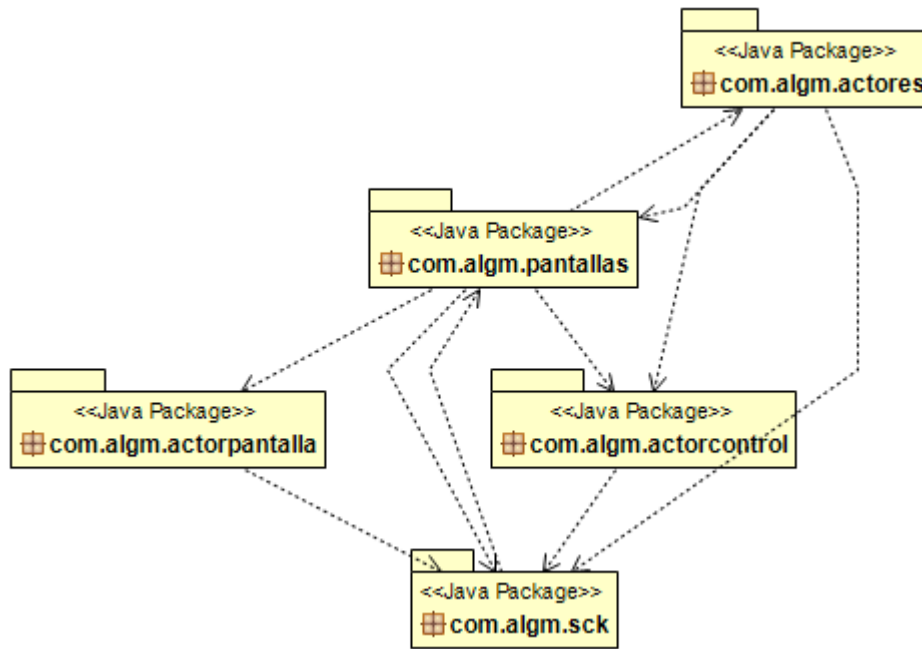 <<Java Package>>
com.algm.actores
<<Java Package>>
com.algm.pantallas
<<Java Package>>
com.algm.actorpantalla
<<Java Package>>
com.algm.actorcontrol
<<Java Package>>
com.algm.sck